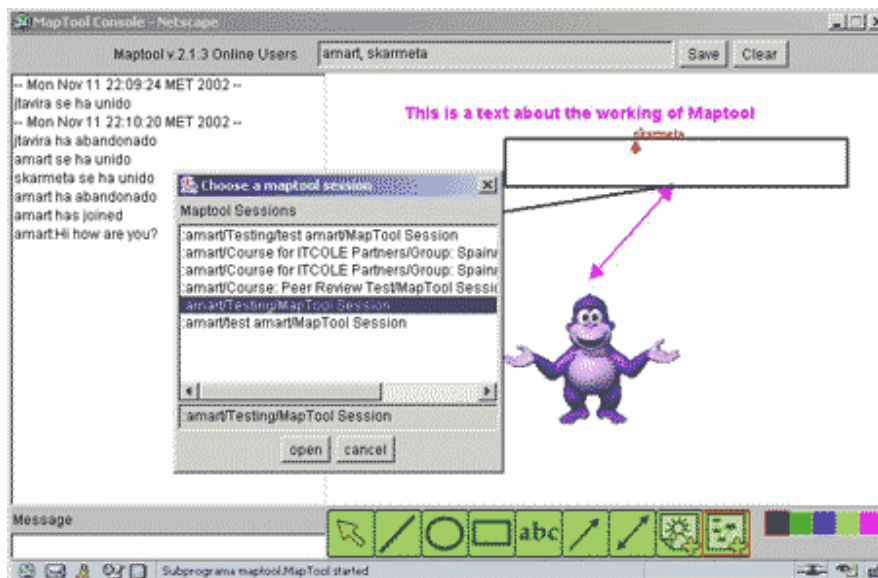 MapTool Console - Netscape
Maptool v.2.1.3 Online Users
amart, skarmeta
Save
Clear
-- Mon Nov 11 22:09:24 MET 2002 --
jtavira se ha unido
-- Mon Nov 11 22:10:20 MET 2002 --
jtavira ha abandonado
amart se ha unido
skarmeta se ha unido
amart ha abandonado
amart has joined
amart:Hi how are you?
This is a text about the working of Maptool
skarmeta
Choose a maptool session
Maptool Sessions
:amart/Testing/test amart/MapTool Session
:amart/Course for ITCOLE Partners/Group: Spain/
:amart/Course for ITCOLE Partners/Group: Spain/
:amart/Course: Peer Review Test/MapTool Sessi
:amart/Testing/MapTool Session
:amart/test amart/MapTool Session
:amart/Testing/MapTool Session
open
cancel
Message
abc
Subprograma maptool.MapTool started